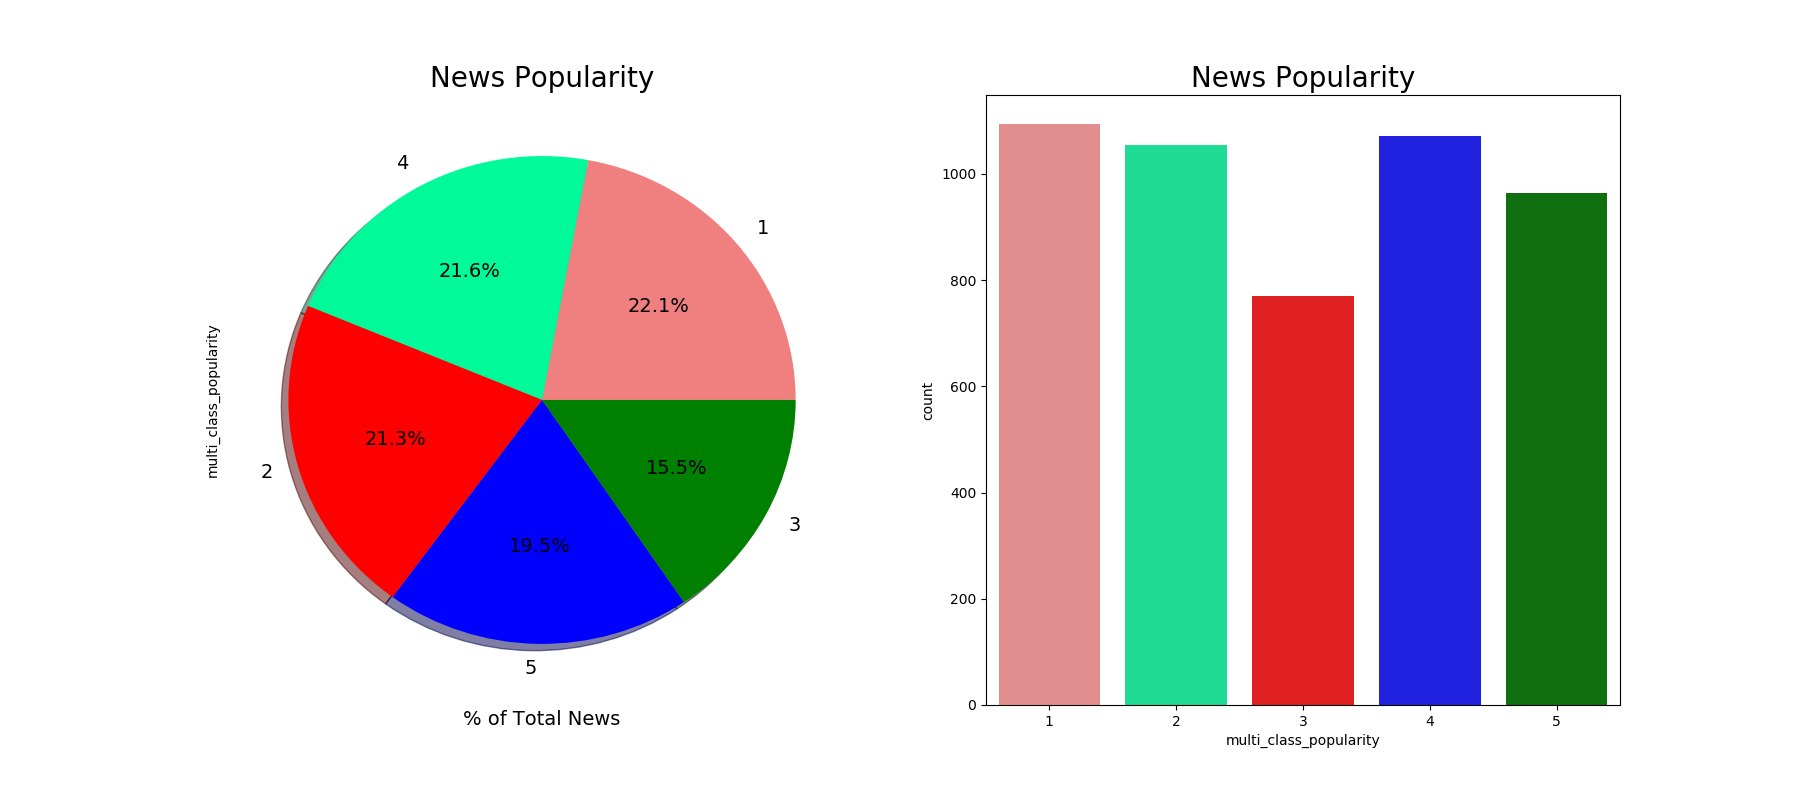 News Popularity
4
1
21.6%
22.1%
multi_class_popularity
21.3%
2
15.5%
3
19.5%
5
% of Total News
News Popularity
1000
800
600
400
200
0
count
1 2 3 4 5
multi_class_popularity